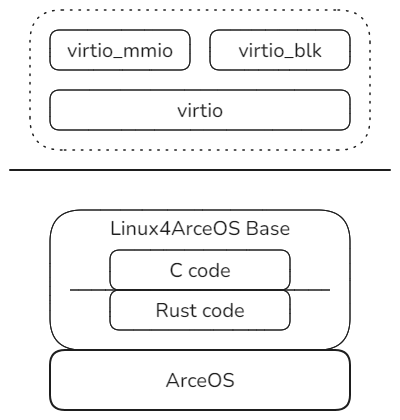 virtio_mmio virtio_blk
virtio
Linux4ArceOS Base
C code
Rust code
ArceOS